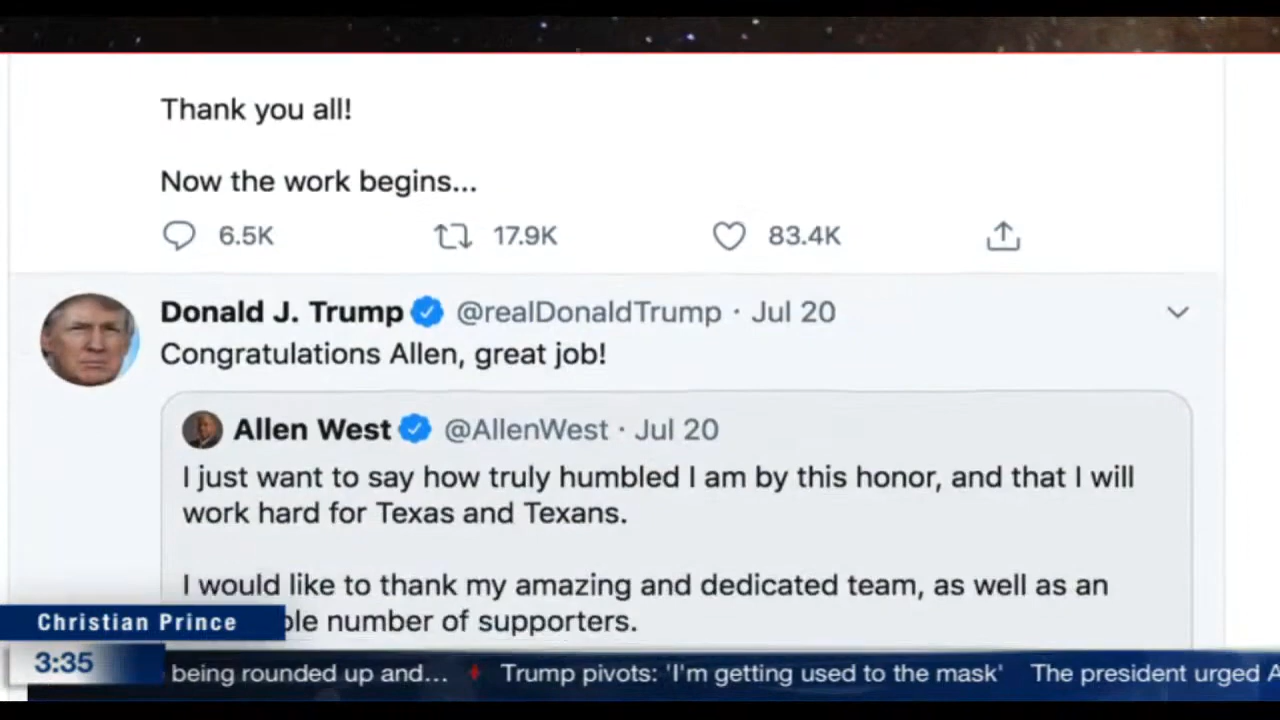 Thank you all!
Now the work begins...
6.5K 17.9K 83.4K
Donald J. Trump @realDonaldTrump · Jul 20
Congratulations Allen, great job!
Allen West @AllenWest · Jul 20
I just want to say how truly humbled I am by this honor, and that I will
work hard for Texas and Texans.
I would like to thank my amazing and dedicated team, as well as an
number of supporters.
Christian Prince
3:35
being rounded up and... Trump pivots: 'I'm getting used to the mask' The president urged A